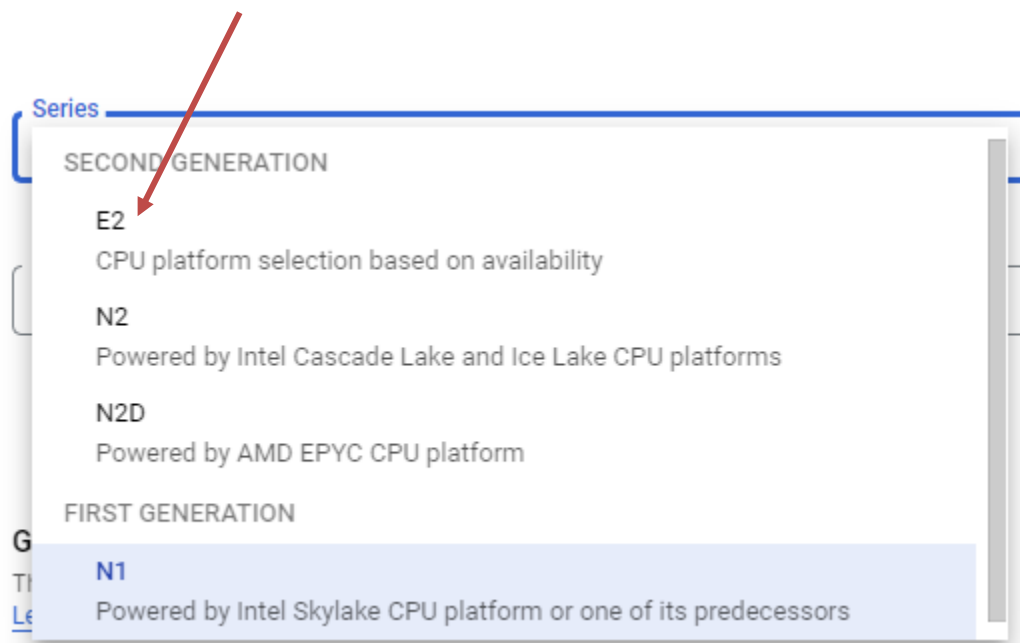 Series
SECOND GENERATION
E2
CPU platform selection based on availability
N2
Powered by Intel Cascade Lake and Ice Lake CPU platforms
N2D
Powered by AMD EPYC CPU platform
FIRST GENERATION
G
N1
Th
Powered by Intel Skylake CPU platform or one of its predecessors
Le